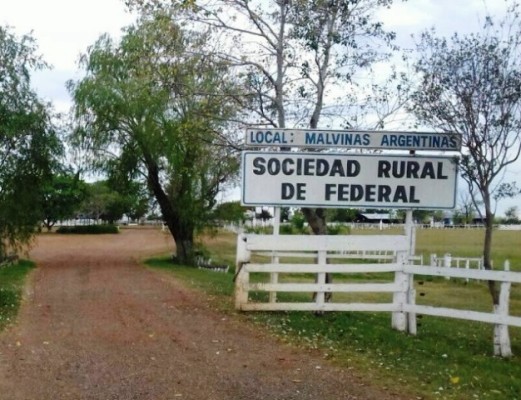 LOCAL: MALVINAS ARGENTINAS
SOCIEDAD RURAL
DE FEDERAL